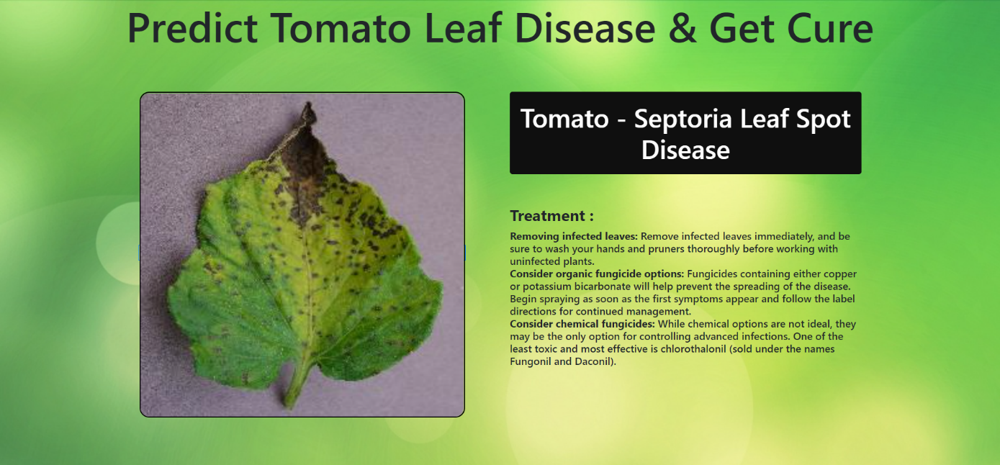 Predict Tomato Leaf Disease & Get Cure
Tomato - Septoria Leaf Spot
Disease
Treatment :
Removing infected leaves: Remove infected leaves immediately, and be
sure to wash your hands and pruners thoroughly before working with
uninfected plants.
Consider organic fungicide options: Fungicides containing either copper
or potassium bicarbonate will help prevent the spreading of the disease.
Begin spraying as soon as the first symptoms appear and follow the label
directions for continued management.
Consider chemical fungicides: While chemical options are not ideal, they
may be the only option for controlling advanced infections. One of the
least toxic and most effective is chlorothalonil (sold under the names
Fungonil and Daconil).